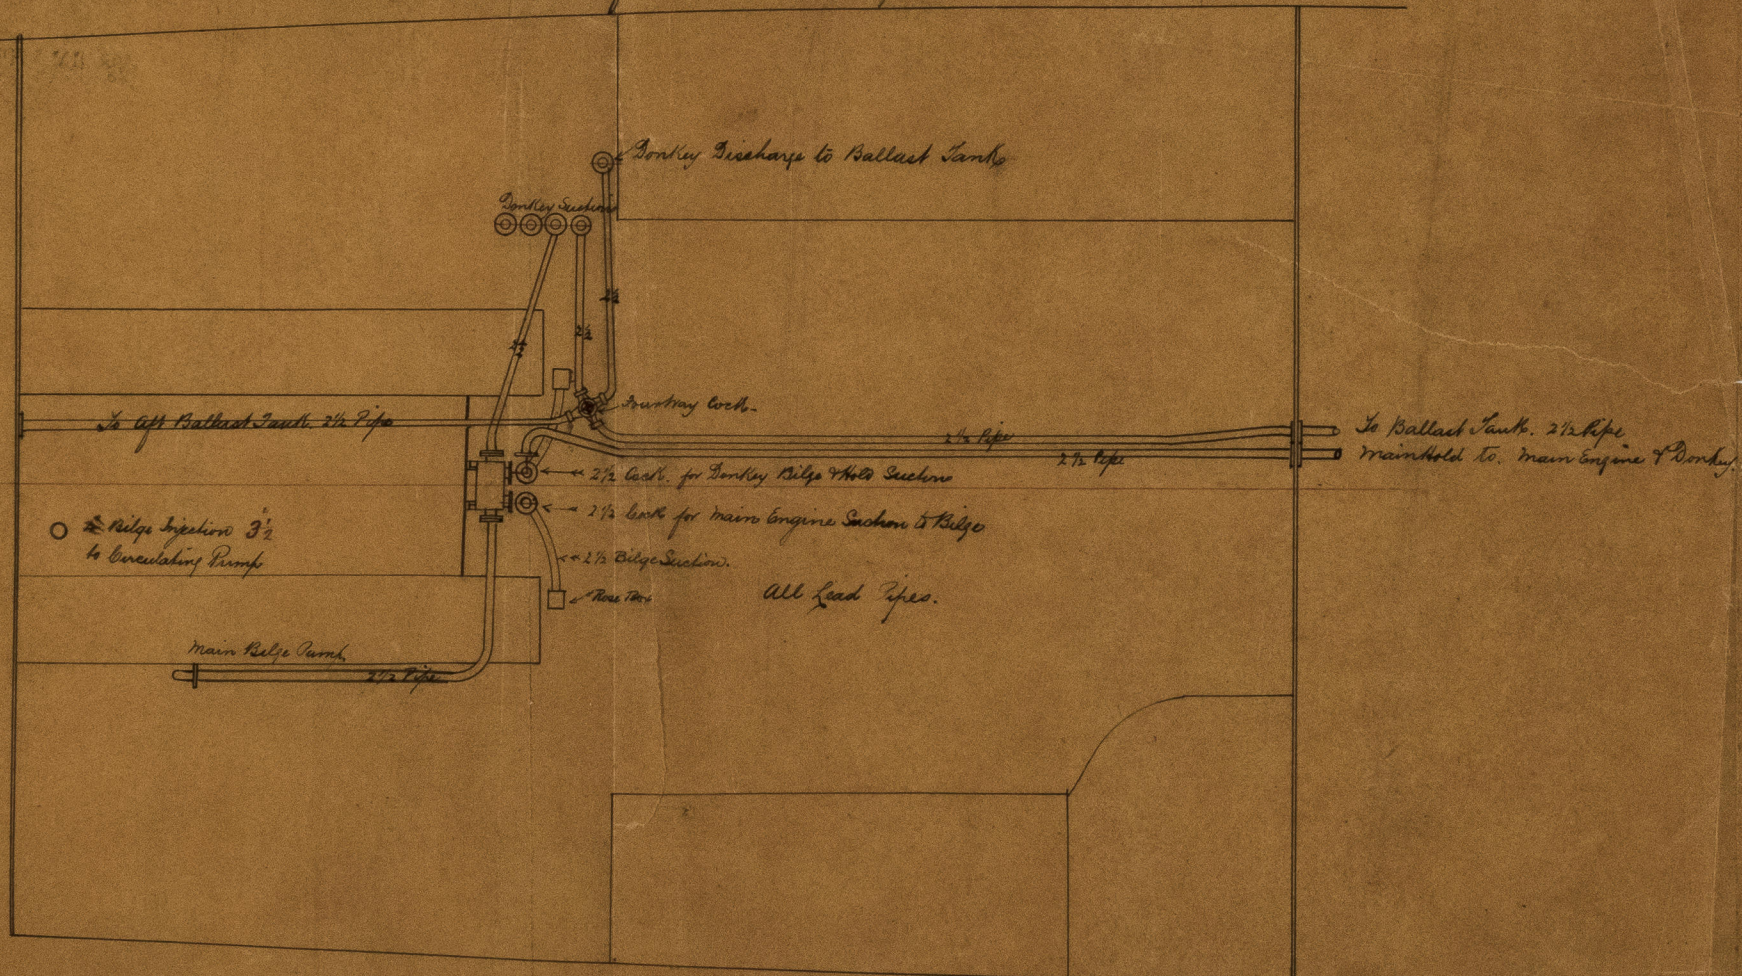 Donkey Discharge to Ballast Tank
Donkey Suctions
2½
2½
2½
Fourway Cock.
To Aft Ballast Tank. 2½ Pipe
2½ Pipe
2½ Pipe
To Ballast Tank. 2½ Pipe
Main Hold to. Main Engine & Donkey.
2½ Cock. for Donkey Bilge & Hold Suction
2½ Cock for Main Engine Suction to Bilge
Bilge Injection 3½"
to Circulating Pump
2½ Bilge Suction.
Rose Box
All Lead Pipes.
Main Bilge Pump
2½ Pipe